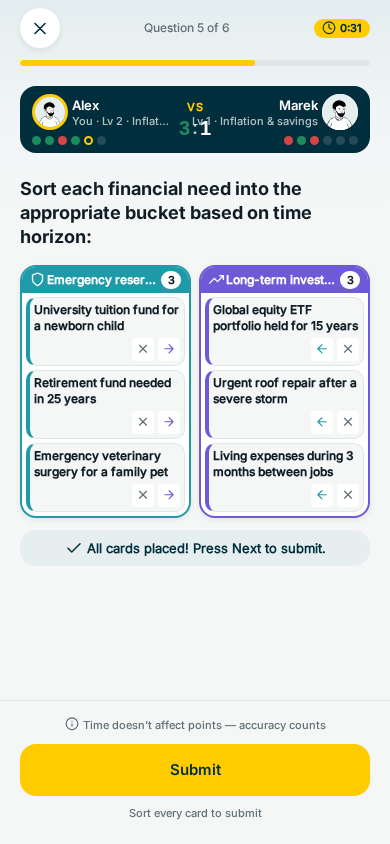 Question 5 of 6
0:31
Alex
VS
Marek
You · Lv 2 · Inflat...
3:1
Lv 1 · Inflation & savings
Sort each financial need into the
appropriate bucket based on time
horizon:
Emergency reser... 3
Long-term invest... 3
University tuition fund for
a newborn child
Retirement fund needed
in 25 years
Emergency veterinary
surgery for a family pet
Global equity ETF
portfolio held for 15 years
Urgent roof repair after a
severe storm
Living expenses during 3
months between jobs
All cards placed! Press Next to submit.
Time doesn't affect points — accuracy counts
Submit
Sort every card to submit